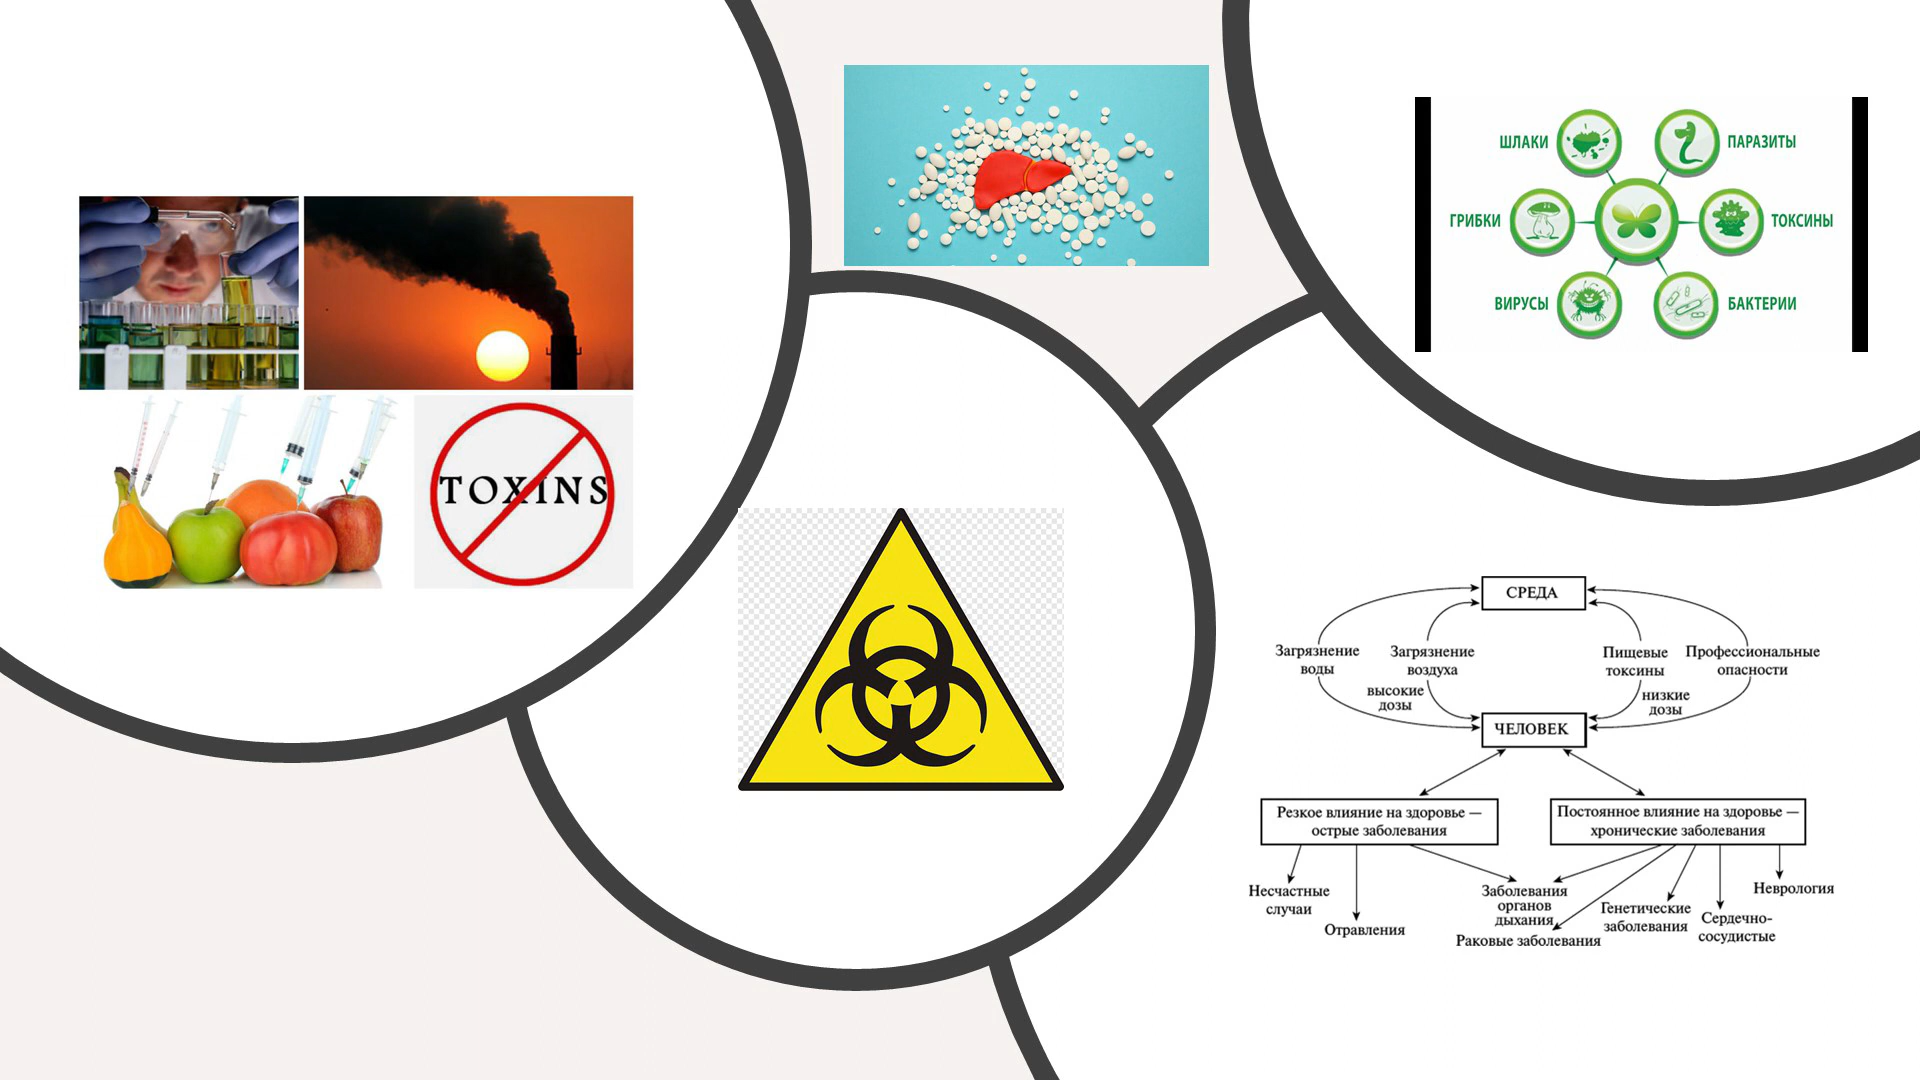 TOXINS
ШЛАКИ
ПАРАЗИТЫ
ГРИБКИ
ТОКСИНЫ
ВИРУСЫ
БАКТЕРИИ
СРЕДА
Загрязнение
воды
Загрязнение
воздуха
Пищевые
токсины
Профессиональные
опасности
высокие
дозы
низкие
дозы
ЧЕЛОВЕК
Резкое влияние на здоровье —
острые заболевания
Постоянное влияние на здоровье —
хронические заболевания
Несчастные
случаи
Отравления
Заболевания
органов
дыхания
Раковые заболевания
Генетические
заболевания
Сердечно-
сосудистые
Неврология